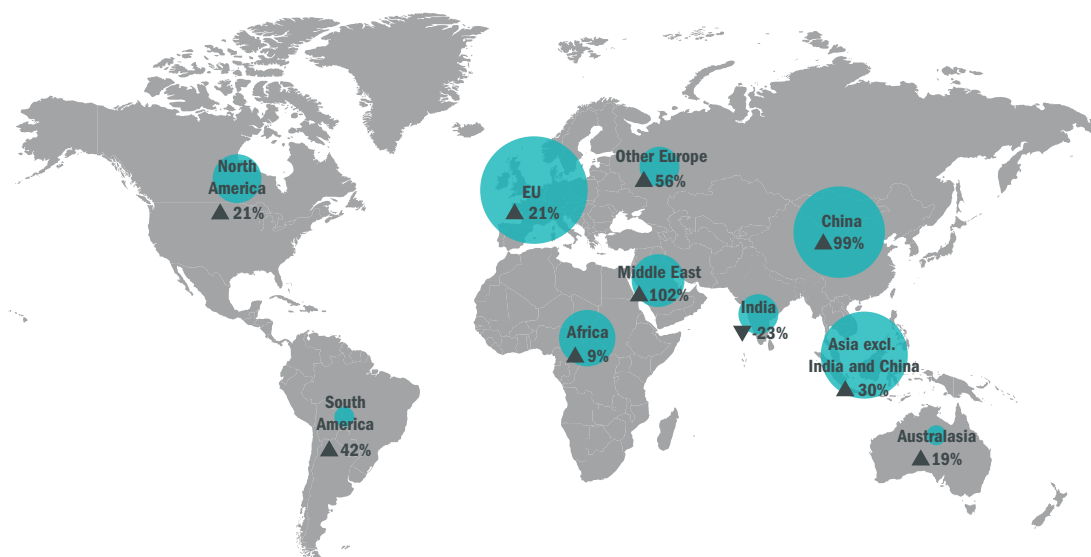 North
America
▲ 21%
EU
▲ 21%
Other Europe
▲ 56%
China
▲ 99%
Middle East
▲ 102%
India
▼ -23%
Africa
▲ 9%
Asia excl.
India and China
▲ 30%
South
America
▲ 42%
Australasia
▲ 19%